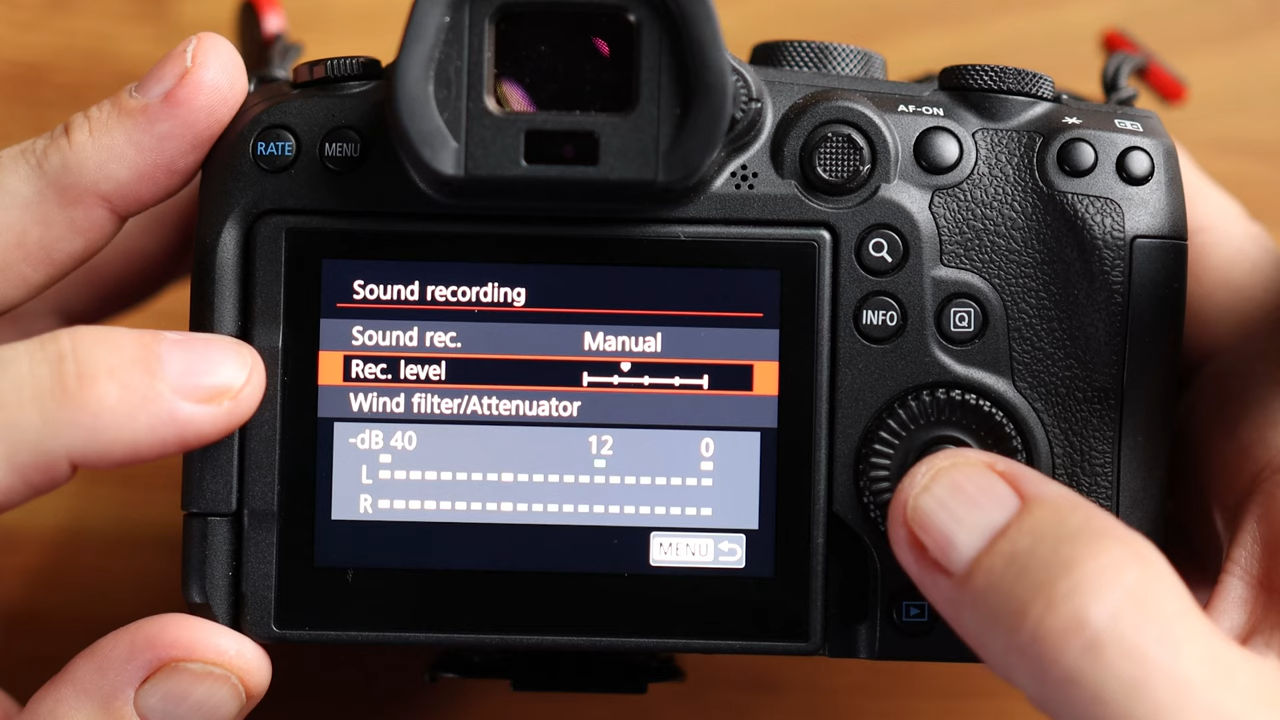 AF-ON
RATE MENU
INFO Q
Sound recording
Sound rec. Manual
Rec. level
Wind filter/Attenuator
-dB 40 12 0
L
R
MENU